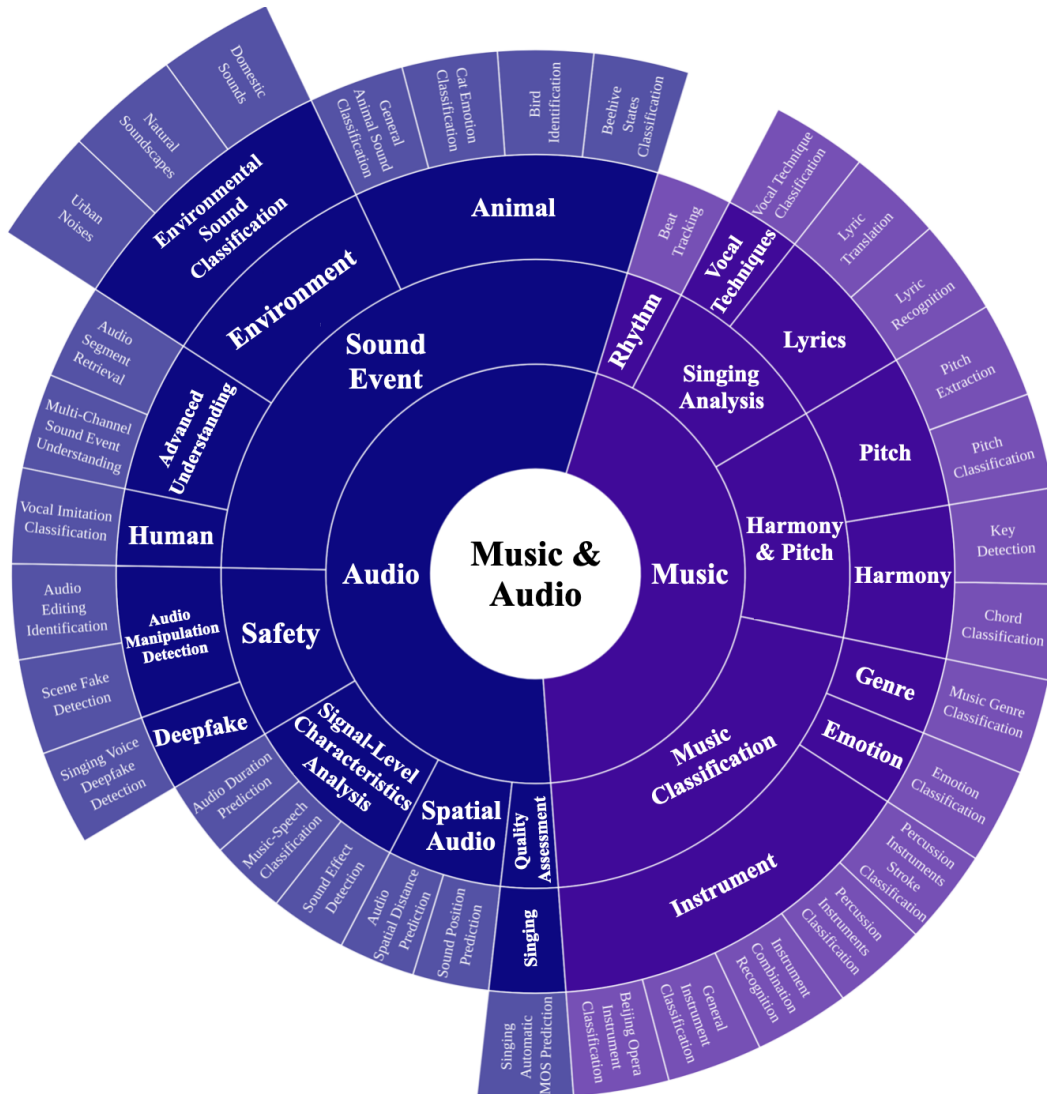 Music &
Audio
Audio
Music
Sound
Event
Safety
Signal-Level
Characteristics
Analysis
Spatial
Audio
Quality
Assessment
Singing
Singing
Automatic
MOS Prediction
Environment
Environmental
Sound
Classification
Urban
Noises
Natural
Soundscapes
Domestic
Sounds
Animal
General
Animal Sound
Classification
Cat Emotion
Classification
Bird
Identification
Beehive
States
Classification
Advanced
Understanding
Audio
Segment
Retrieval
Multi-Channel
Sound Event
Understanding
Human
Vocal Imitation
Classification
Audio
Manipulation
Detection
Audio
Editing
Identification
Scene Fake
Detection
Deepfake
Singing Voice
Deepfake
Detection
Audio Duration
Prediction
Music-Speech
Classification
Sound Effect
Detection
Audio
Spatial Distance
Prediction
Sound Position
Prediction
Rhythm
Beat
Tracking
Singing
Analysis
Vocal
Techniques
Vocal Technique
Classification
Lyrics
Lyric
Translation
Lyric
Recognition
Harmony
& Pitch
Pitch
Pitch
Extraction
Pitch
Classification
Harmony
Key
Detection
Chord
Classification
Music
Classification
Genre
Music Genre
Classification
Emotion
Emotion
Classification
Instrument
Percussion
Instruments
Stroke
Classification
Percussion
Instruments
Classification
Instrument
Combination
Recognition
General
Instrument
Classification
Beijing Opera
Instrument
Classification